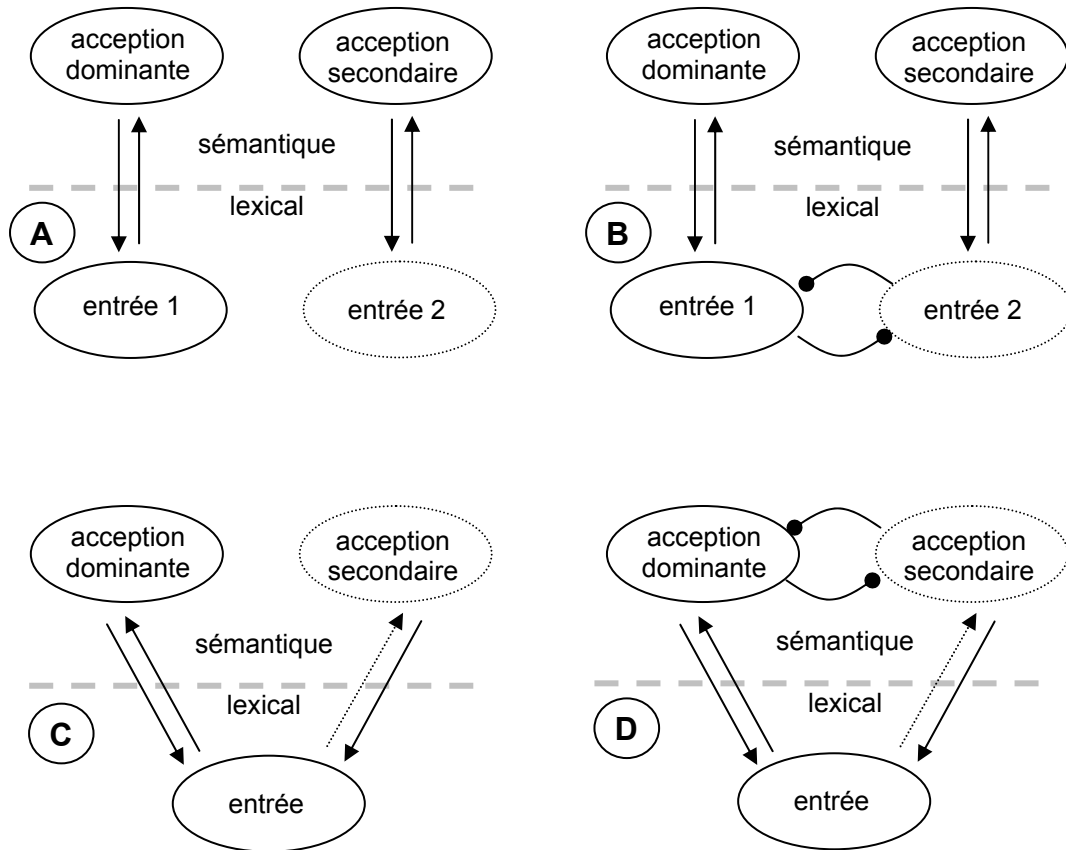 acception
dominante
acception
secondaire
sémantique
lexical
A
entrée 1
entrée 2
acception
dominante
acception
secondaire
sémantique
lexical
B
entrée 1
entrée 2
acception
dominante
acception
secondaire
sémantique
lexical
C
entrée
acception
dominante
acception
secondaire
sémantique
lexical
D
entrée